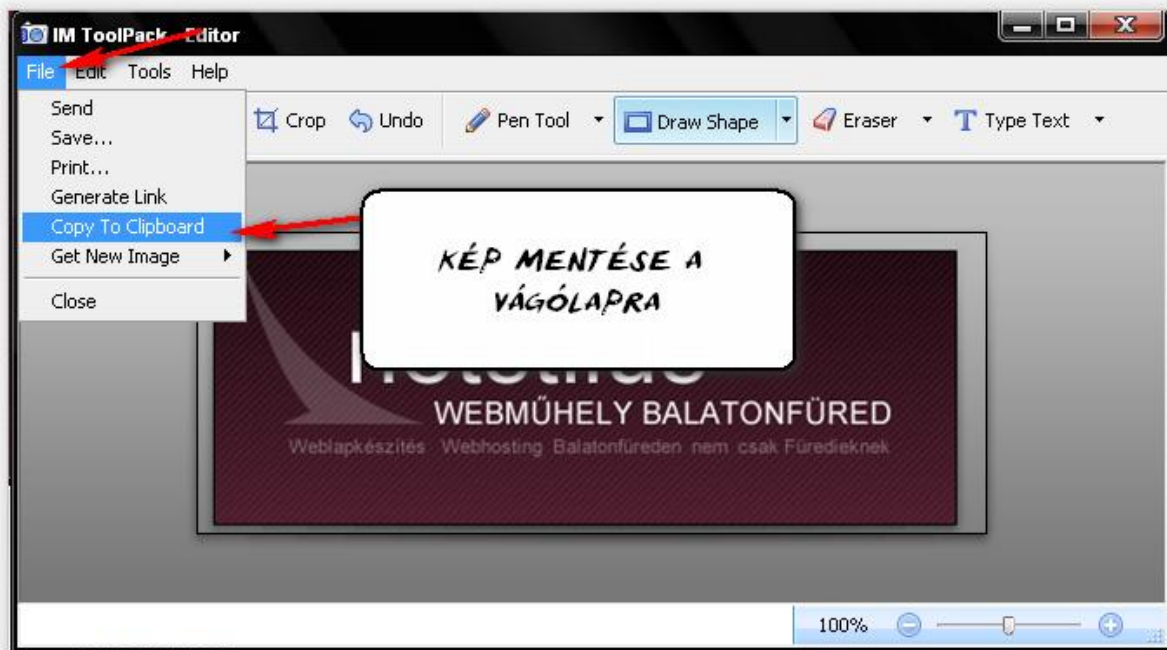 IM ToolPack - Editor
File Edit Tools Help
Send
Save...
Print...
Generate Link
Copy To Clipboard
Get New Image
Close
Crop Undo Pen Tool Draw Shape Eraser Type Text
KÉP MENTÉSE A
VÁGÓLAPRA
WEBMŰHELY BALATONFÜRED
Weblapkészítés Webhosting Balatonfüreden nem csak Füredieknek
100%